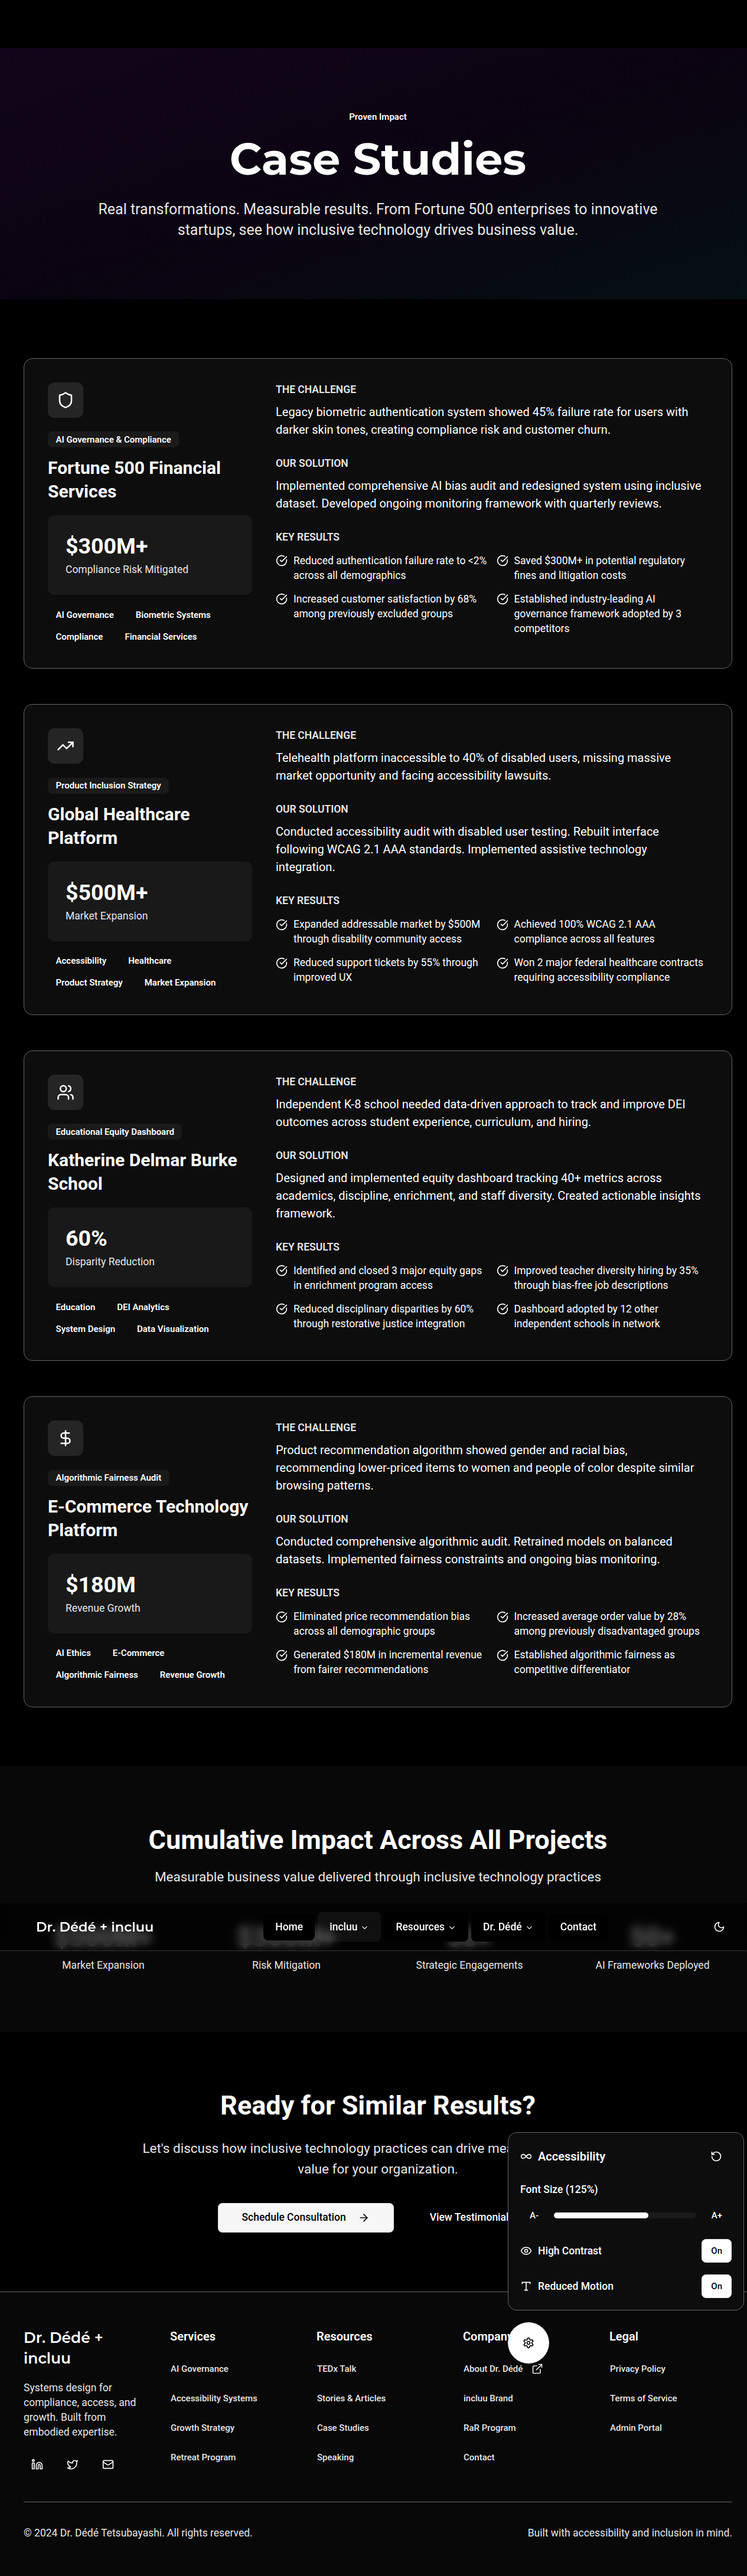 Proven Impact
Case Studies
Real transformations. Measurable results. From Fortune 500 enterprises to innovative
startups, see how inclusive technology drives business value.
AI Governance & Compliance
Fortune 500 Financial
Services
$300M+
Compliance Risk Mitigated
AI Governance
Biometric Systems
Compliance
Financial Services
THE CHALLENGE
Legacy biometric authentication system showed 45% failure rate for users with
darker skin tones, creating compliance risk and customer churn.
OUR SOLUTION
Implemented comprehensive AI bias audit and redesigned system using inclusive
dataset. Developed ongoing monitoring framework with quarterly reviews.
KEY RESULTS
Reduced authentication failure rate to <2%
across all demographics
Saved $300M+ in potential regulatory
fines and litigation costs
Increased customer satisfaction by 68%
among previously excluded groups
Established industry-leading AI
governance framework adopted by 3
competitors
Product Inclusion Strategy
Global Healthcare
Platform
$500M+
Market Expansion
Accessibility
Healthcare
Product Strategy
Market Expansion
THE CHALLENGE
Telehealth platform inaccessible to 40% of disabled users, missing massive
market opportunity and facing accessibility lawsuits.
OUR SOLUTION
Conducted accessibility audit with disabled user testing. Rebuilt interface
following WCAG 2.1 AAA standards. Implemented assistive technology
integration.
KEY RESULTS
Expanded addressable market by $500M
through disability community access
Achieved 100% WCAG 2.1 AAA
compliance across all features
Reduced support tickets by 55% through
improved UX
Won 2 major federal healthcare contracts
requiring accessibility compliance
Educational Equity Dashboard
Katherine Delmar Burke
School
60%
Disparity Reduction
Education
DEI Analytics
System Design
Data Visualization
THE CHALLENGE
Independent K-8 school needed data-driven approach to track and improve DEI
outcomes across student experience, curriculum, and hiring.
OUR SOLUTION
Designed and implemented equity dashboard tracking 40+ metrics across
academics, discipline, enrichment, and staff diversity. Created actionable insights
framework.
KEY RESULTS
Identified and closed 3 major equity gaps
in enrichment program access
Improved teacher diversity hiring by 35%
through bias-free job descriptions
Reduced disciplinary disparities by 60%
through restorative justice integration
Dashboard adopted by 12 other
independent schools in network
Algorithmic Fairness Audit
E-Commerce Technology
Platform
$180M
Revenue Growth
AI Ethics
E-Commerce
Algorithmic Fairness
Revenue Growth
THE CHALLENGE
Product recommendation algorithm showed gender and racial bias,
recommending lower-priced items to women and people of color despite similar
browsing patterns.
OUR SOLUTION
Conducted comprehensive algorithmic audit. Retrained models on balanced
datasets. Implemented fairness constraints and ongoing bias monitoring.
KEY RESULTS
Eliminated price recommendation bias
across all demographic groups
Increased average order value by 28%
among previously disadvantaged groups
Generated $180M in incremental revenue
from fairer recommendations
Established algorithmic fairness as
competitive differentiator
Cumulative Impact Across All Projects
Measurable business value delivered through inclusive technology practices
Dr. Dédé + incluu
Home
incluu
Resources
Dr. Dédé
Contact
Market Expansion
Risk Mitigation
Strategic Engagements
AI Frameworks Deployed
Ready for Similar Results?
Let's discuss how inclusive technology practices can drive
value for your organization.
Schedule Consultation
View
Accessibility
Font Size (125%)
A-
A+
High Contrast
On
Reduced Motion
On
Dr. Dédé +
incluu
Systems design for
compliance, access, and
growth. Built from
embodied expertise.
Services
AI Governance
Accessibility Systems
Growth Strategy
Retreat Program
Resources
TEDx Talk
Stories & Articles
Case Studies
Speaking
Company
About Dr. Dédé
incluu Brand
RaR Program
Contact
Legal
Privacy Policy
Terms of Service
Admin Portal
© 2024 Dr. Dédé Tetsubayashi. All rights reserved.
Built with accessibility and inclusion in mind.